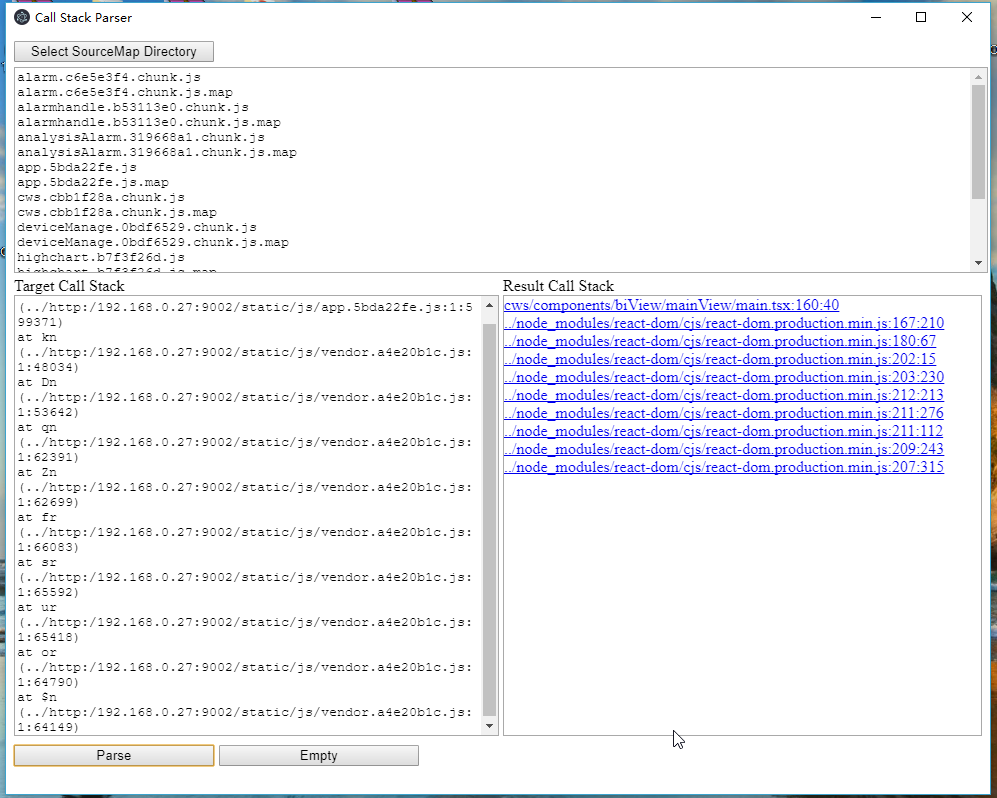 Call Stack Parser
Select SourceMap Directory
alarm.c6e5e3f4.chunk.js
alarm.c6e5e3f4.chunk.js.map
alarmhandle.b53113e0.chunk.js
alarmhandle.b53113e0.chunk.js.map
analysisAlarm.319668a1.chunk.js
analysisAlarm.319668a1.chunk.js.map
app.5bda22fe.js
app.5bda22fe.js.map
cws.cbb1f28a.chunk.js
cws.cbb1f28a.chunk.js.map
deviceManage.0bdf6529.chunk.js
deviceManage.0bdf6529.chunk.js.map
highchart.b7f3f26d.js
highchart.b7f3f26d.js.map
Target Call Stack
(../http:/192.168.0.27:9002/static/js/app.5bda22fe.js:1:5
99371)
at kn
(../http:/192.168.0.27:9002/static/js/vendor.a4e20b1c.js:
1:48034)
at Dn
(../http:/192.168.0.27:9002/static/js/vendor.a4e20b1c.js:
1:53642)
at qn
(../http:/192.168.0.27:9002/static/js/vendor.a4e20b1c.js:
1:62391)
at Zn
(../http:/192.168.0.27:9002/static/js/vendor.a4e20b1c.js:
1:62699)
at fr
(../http:/192.168.0.27:9002/static/js/vendor.a4e20b1c.js:
1:66083)
at sr
(../http:/192.168.0.27:9002/static/js/vendor.a4e20b1c.js:
1:65592)
at ur
(../http:/192.168.0.27:9002/static/js/vendor.a4e20b1c.js:
1:65418)
at or
(../http:/192.168.0.27:9002/static/js/vendor.a4e20b1c.js:
1:64790)
at $n
(../http:/192.168.0.27:9002/static/js/vendor.a4e20b1c.js:
1:64149)
Result Call Stack
cws/components/biView/mainView/main.tsx:160:40
../node_modules/react-dom/cjs/react-dom.production.min.js:167:210
../node_modules/react-dom/cjs/react-dom.production.min.js:180:67
../node_modules/react-dom/cjs/react-dom.production.min.js:202:15
../node_modules/react-dom/cjs/react-dom.production.min.js:203:230
../node_modules/react-dom/cjs/react-dom.production.min.js:212:213
../node_modules/react-dom/cjs/react-dom.production.min.js:211:276
../node_modules/react-dom/cjs/react-dom.production.min.js:211:112
../node_modules/react-dom/cjs/react-dom.production.min.js:209:243
../node_modules/react-dom/cjs/react-dom.production.min.js:207:315
Parse
Empty